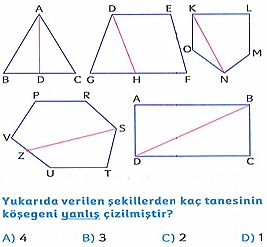 A D E K L
O M
B D C G H F N
P R A B
V S
Z
U T D C
Yukarıda verilen şekillerden kaç tanesinin
köşegeni yanlış çizilmiştir?
A) 4 B) 3 C) 2 D) 1